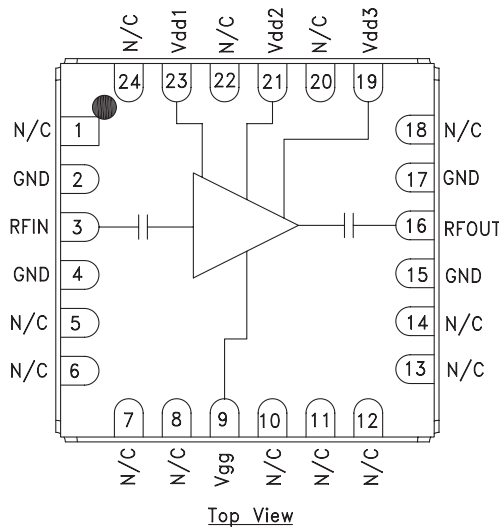 N/C Vdd1 N/C Vdd2 N/C Vdd3
24 23 22 21 20 19
N/C 1 18 N/C
GND 2 17 GND
RFIN 3 16 RFOUT
GND 4 15 GND
N/C 5 14 N/C
N/C 6 13 N/C
7 8 9 10 11 12
N/C N/C Vgg N/C N/C N/C
Top View